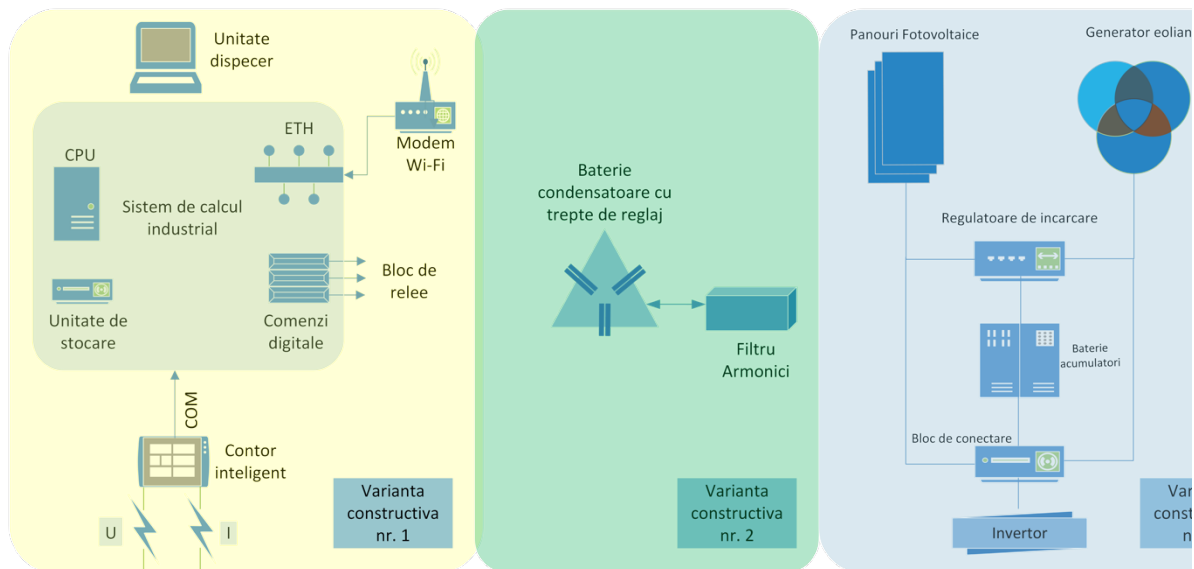 Unitate
dispecer
ETH
Modem
Wi-Fi
CPU
Sistem de calcul
industrial
Bloc de
relee
Unitate de
stocare
Comenzi
digitale
COM
Contor
inteligent
U
I
Varianta
constructiva
nr. 1
Baterie
condensatoare cu
trepte de reglaj
Filtru
Armonici
Varianta
constructiva
nr. 2
Panouri Fotovoltaice
Generator eolian
Regulatoare de incarcare
Baterie
acumulatori
Bloc de conectare
Invertor